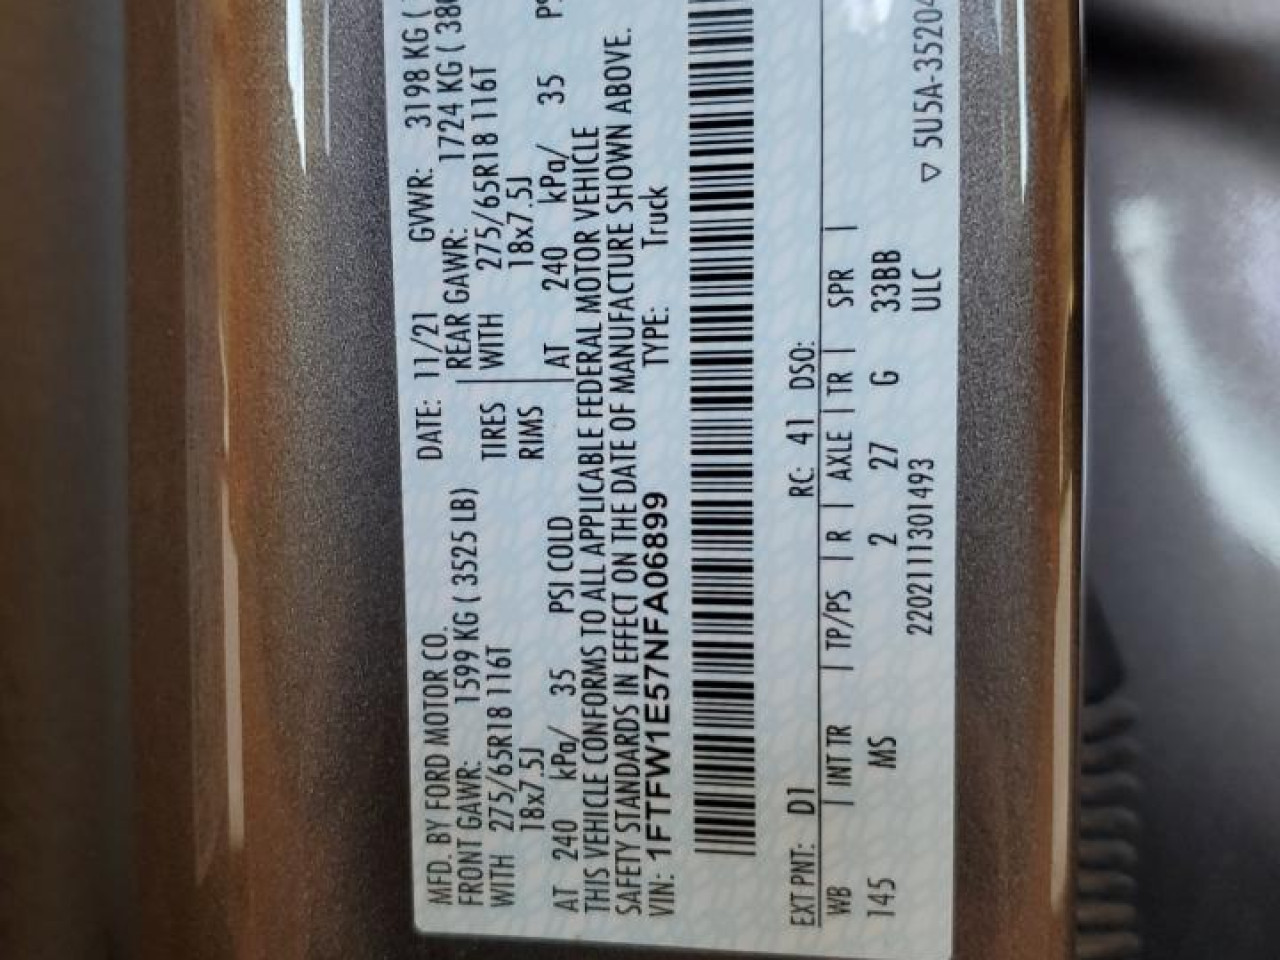 MFD. BY FORD MOTOR CO. DATE: 11/21 GVWR: 3198 KG (
FRONT GAWR: 1599 KG ( 3525 LB) REAR GAWR: 1724 KG ( 380
WITH 275/65R18 116T TIRES WITH 275/65R18 116T
18x7.5J RIMS 18x7.5J
AT 240 kPa/ 35 PSI COLD AT 240 kPa/ 35 PS
THIS VEHICLE CONFORMS TO ALL APPLICABLE FEDERAL MOTOR VEHICLE
SAFETY STANDARDS IN EFFECT ON THE DATE OF MANUFACTURE SHOWN ABOVE.
VIN: 1FTFW1E57NFA06899 TYPE: Truck
EXT PNT: D1 RC: 41 DSO:
WB | INT TR | TP/PS | R | AXLE | TR | SPR |
145 MS 2 27 G 33BB
2202111301493 ULC ▽ 5U5A-35204